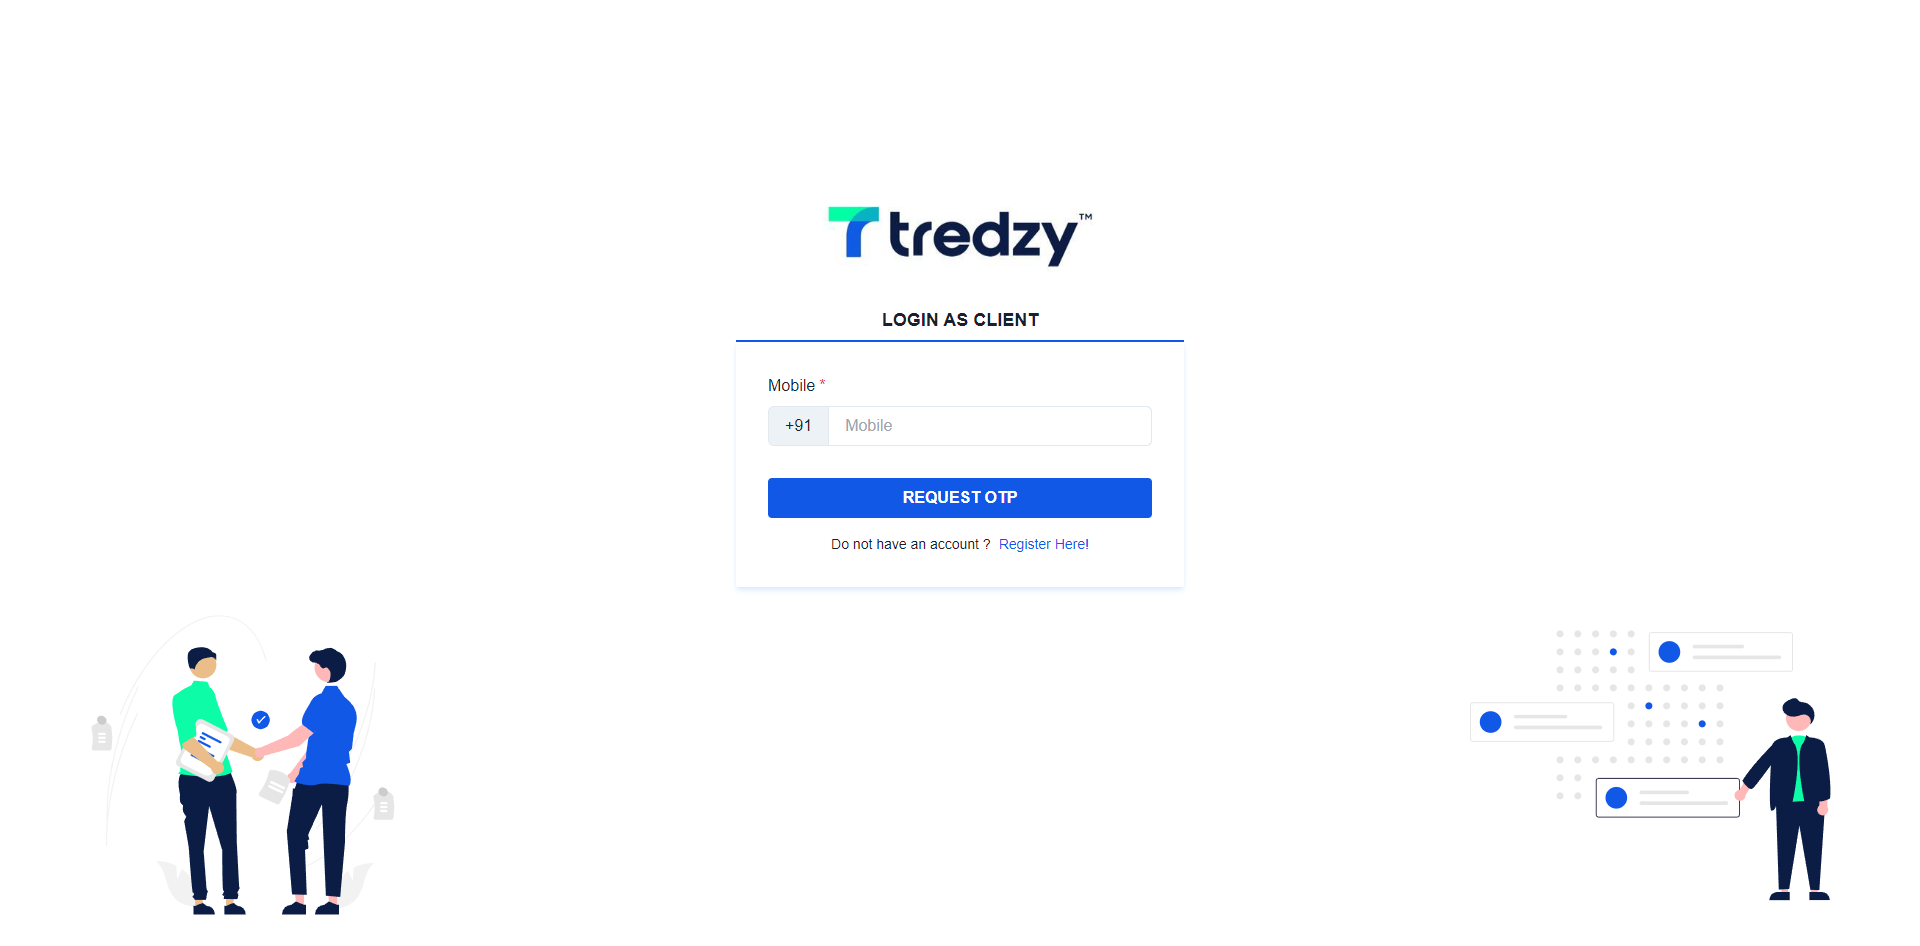 tredzy™
LOGIN AS CLIENT
Mobile *
+91 Mobile
REQUEST OTP
Do not have an account ? Register Here!